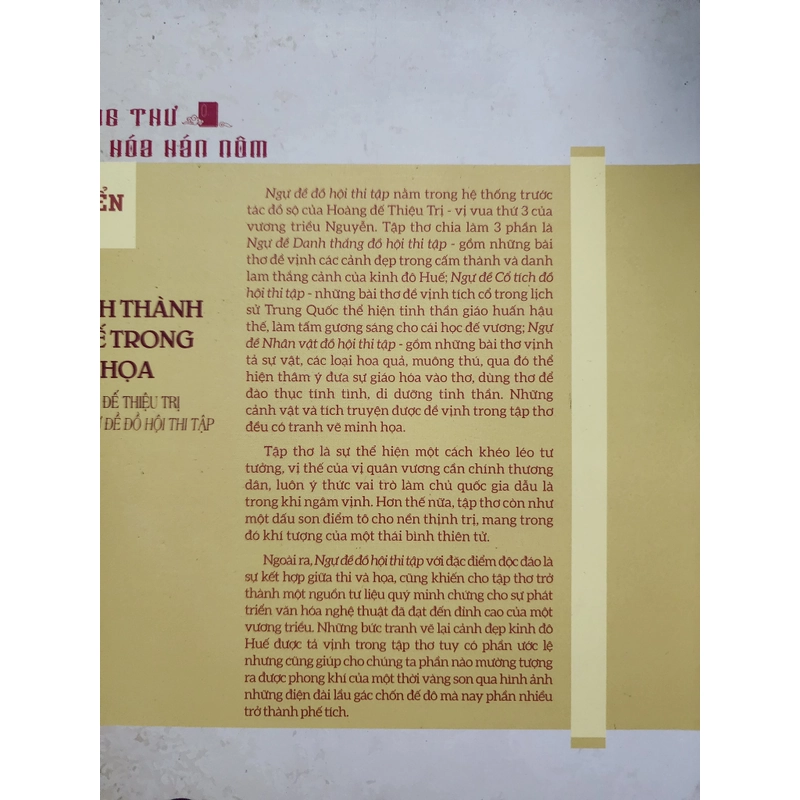 NG THƯ
HÓA HÁN NÔM
ỂN
H THÀNH
Ế TRONG
HỌA
ĐẾ THIỆU TRỊ
ĐỀ ĐỒ HỘI THI TẬP
Ngự đề đồ hội thi tập nằm trong hệ thống trước
tác đồ sộ của Hoàng đế Thiệu Trị - vị vua thứ 3 của
vương triều Nguyễn. Tập thơ chia làm 3 phần là
Ngự đề Danh thắng đồ hội thi tập - gồm những bài
thơ đề vịnh các cảnh đẹp trong cấm thành và danh
lam thắng cảnh của kinh đô Huế; Ngự đề Cổ tích đồ
hội thi tập - những bài thơ đề vịnh tích cổ trong lịch
sử Trung Quốc thể hiện tinh thần giáo huấn hậu
thế, làm tấm gương sáng cho cái học đế vương; Ngự
đề Nhân vật đồ hội thi tập - gồm những bài thơ vịnh
tả sự vật, các loại hoa quả, muông thú, qua đó thể
hiện thâm ý đưa sự giáo hóa vào thơ, dùng thơ để
đào thục tính tình, di dưỡng tinh thần. Những
cảnh vật và tích truyện được đề vịnh trong tập thơ
đều có tranh vẽ minh họa.
Tập thơ là sự thể hiện một cách khéo léo tư
tưởng, vị thế của vị quân vương cần chính thương
dân, luôn ý thức vai trò làm chủ quốc gia dẫu là
trong khi ngâm vịnh. Hơn thế nữa, tập thơ còn như
một dấu son điểm tô cho nền thịnh trị, mang trong
đó khí tượng của một thái bình thiên tử.
Ngoài ra, Ngự đề đồ hội thi tập với đặc điểm độc đáo là
sự kết hợp giữa thi và họa, cũng khiến cho tập thơ trở
thành một nguồn tư liệu quý minh chứng cho sự phát
triển văn hóa nghệ thuật đã đạt đến đỉnh cao của một
vương triều. Những bức tranh vẽ lại cảnh đẹp kinh đô
Huế được tả vịnh trong tập thơ tuy có phần ước lệ
nhưng cũng giúp cho chúng ta phần nào mường tượng
ra được phong khí của một thời vàng son qua hình ảnh
những điện đài lầu gác chốn đế đô mà nay phần nhiều
trở thành phế tích.